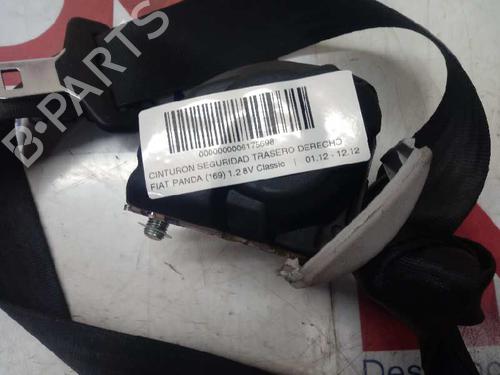 0000000006175698
CINTURON SEGURIDAD TRASERO DERECHO
FIAT PANDA (169) 1.2 8V Classic | 01.12 - 12.12
B-PARTS